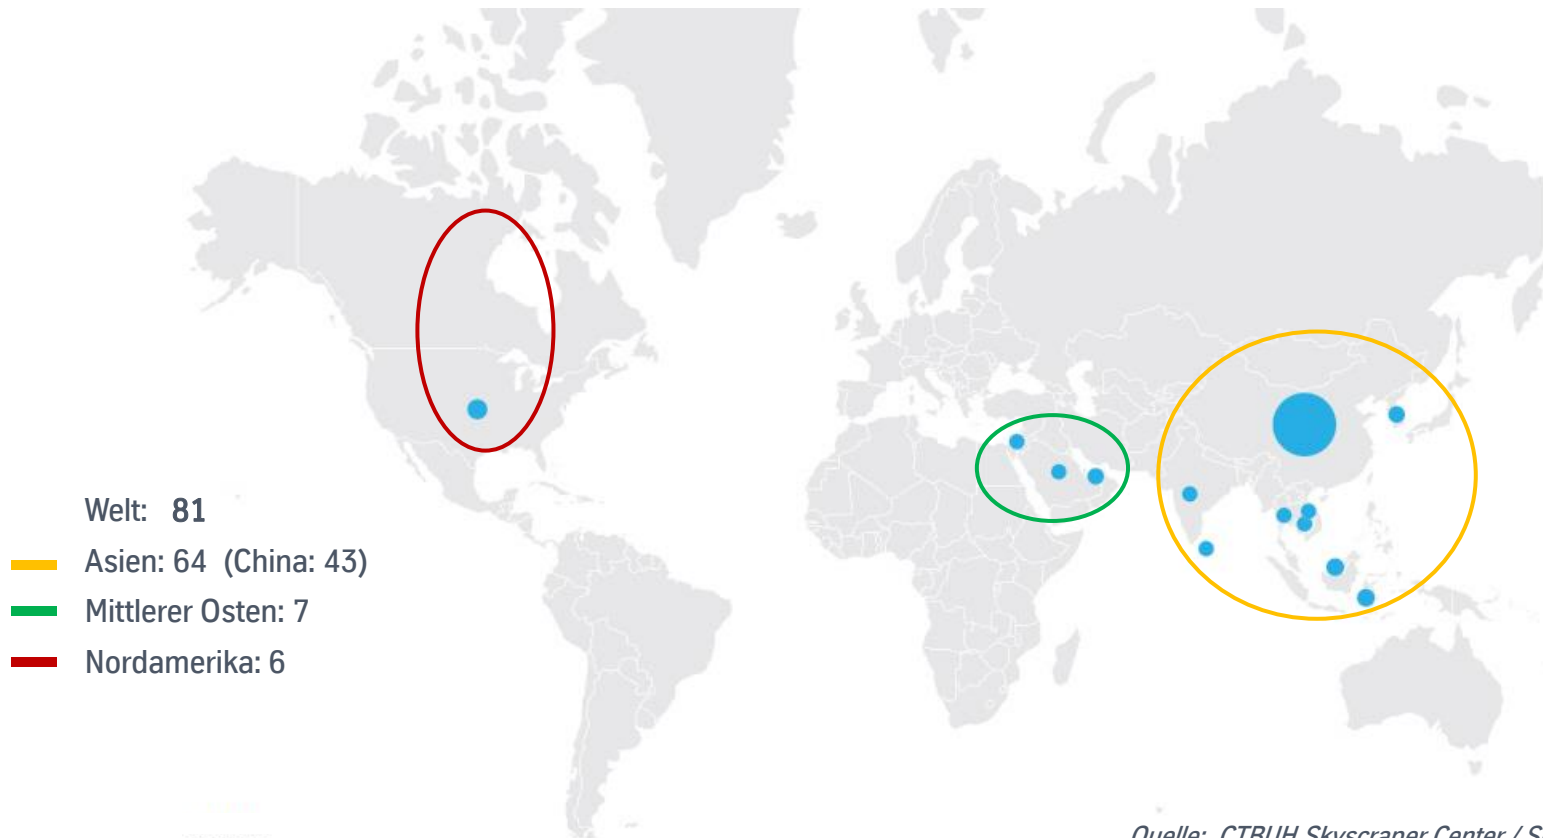 Welt: 81
Asien: 64 (China: 43)
Mittlerer Osten: 7
Nordamerika: 6
Quelle: CTBUH Skyscraper Center /